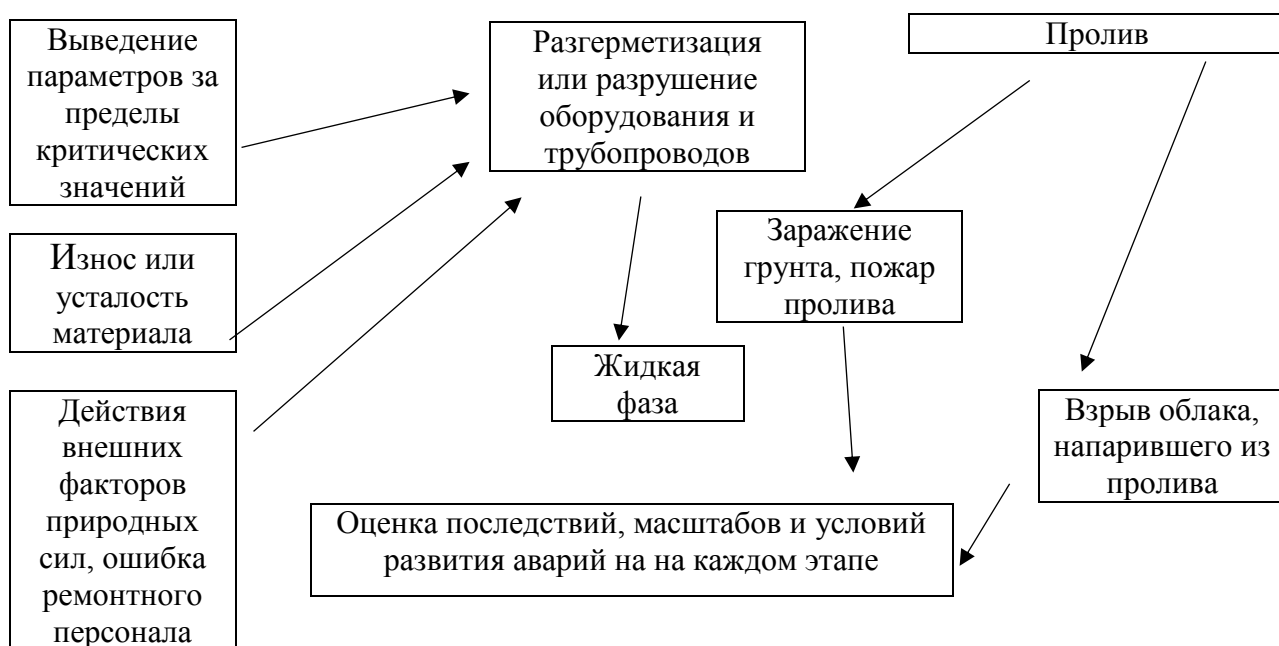 Выведение
параметров за
пределы
критических
значений
Разгерметизация
или разрушение
оборудования и
трубопроводов
Пролив
Износ или
усталость
материала
Заражение
грунта, пожар
пролива
Жидкая
фаза
Действия
внешних
факторов
природных
сил, ошибка
ремонтного
персонала
Взрыв облака,
напарившего из
пролива
Оценка последствий, масштабов и условий
развития аварий на на каждом этапе